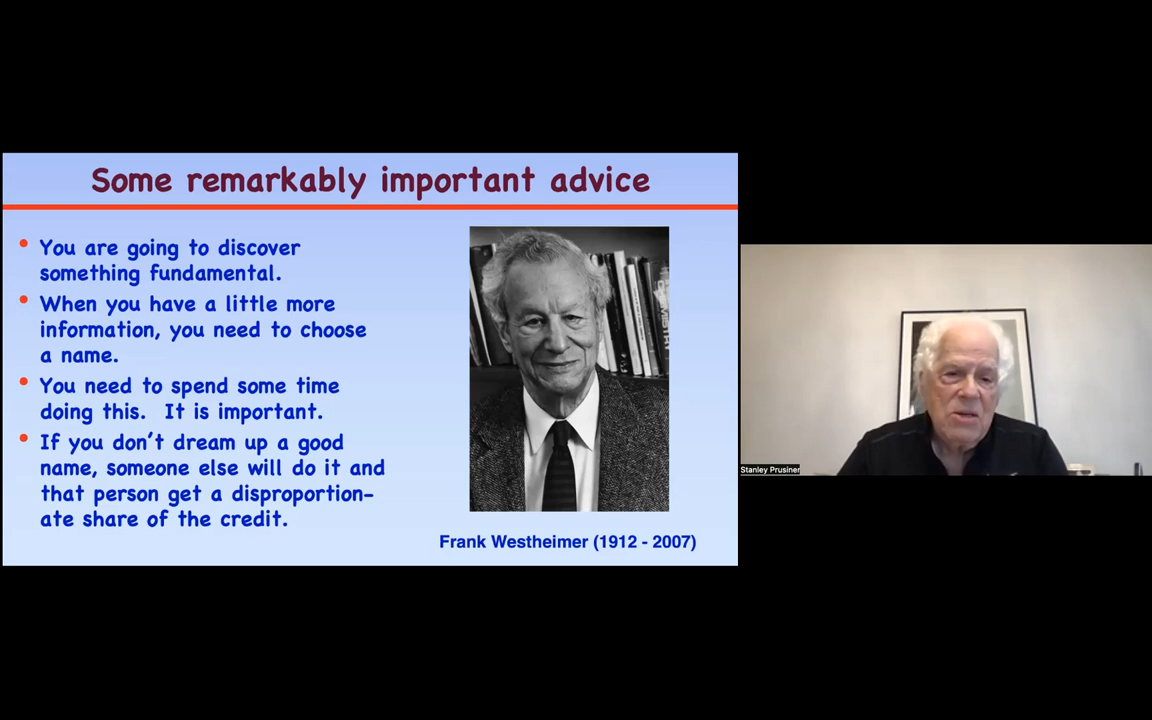 Some remarkably important advice
• You are going to discover
something fundamental.
• When you have a little more
information, you need to choose
a name.
• You need to spend some time
doing this. It is important.
• If you don't dream up a good
name, someone else will do it and
that person get a disproportion-
ate share of the credit.
Frank Westheimer (1912 - 2007)
Stanley Prusiner